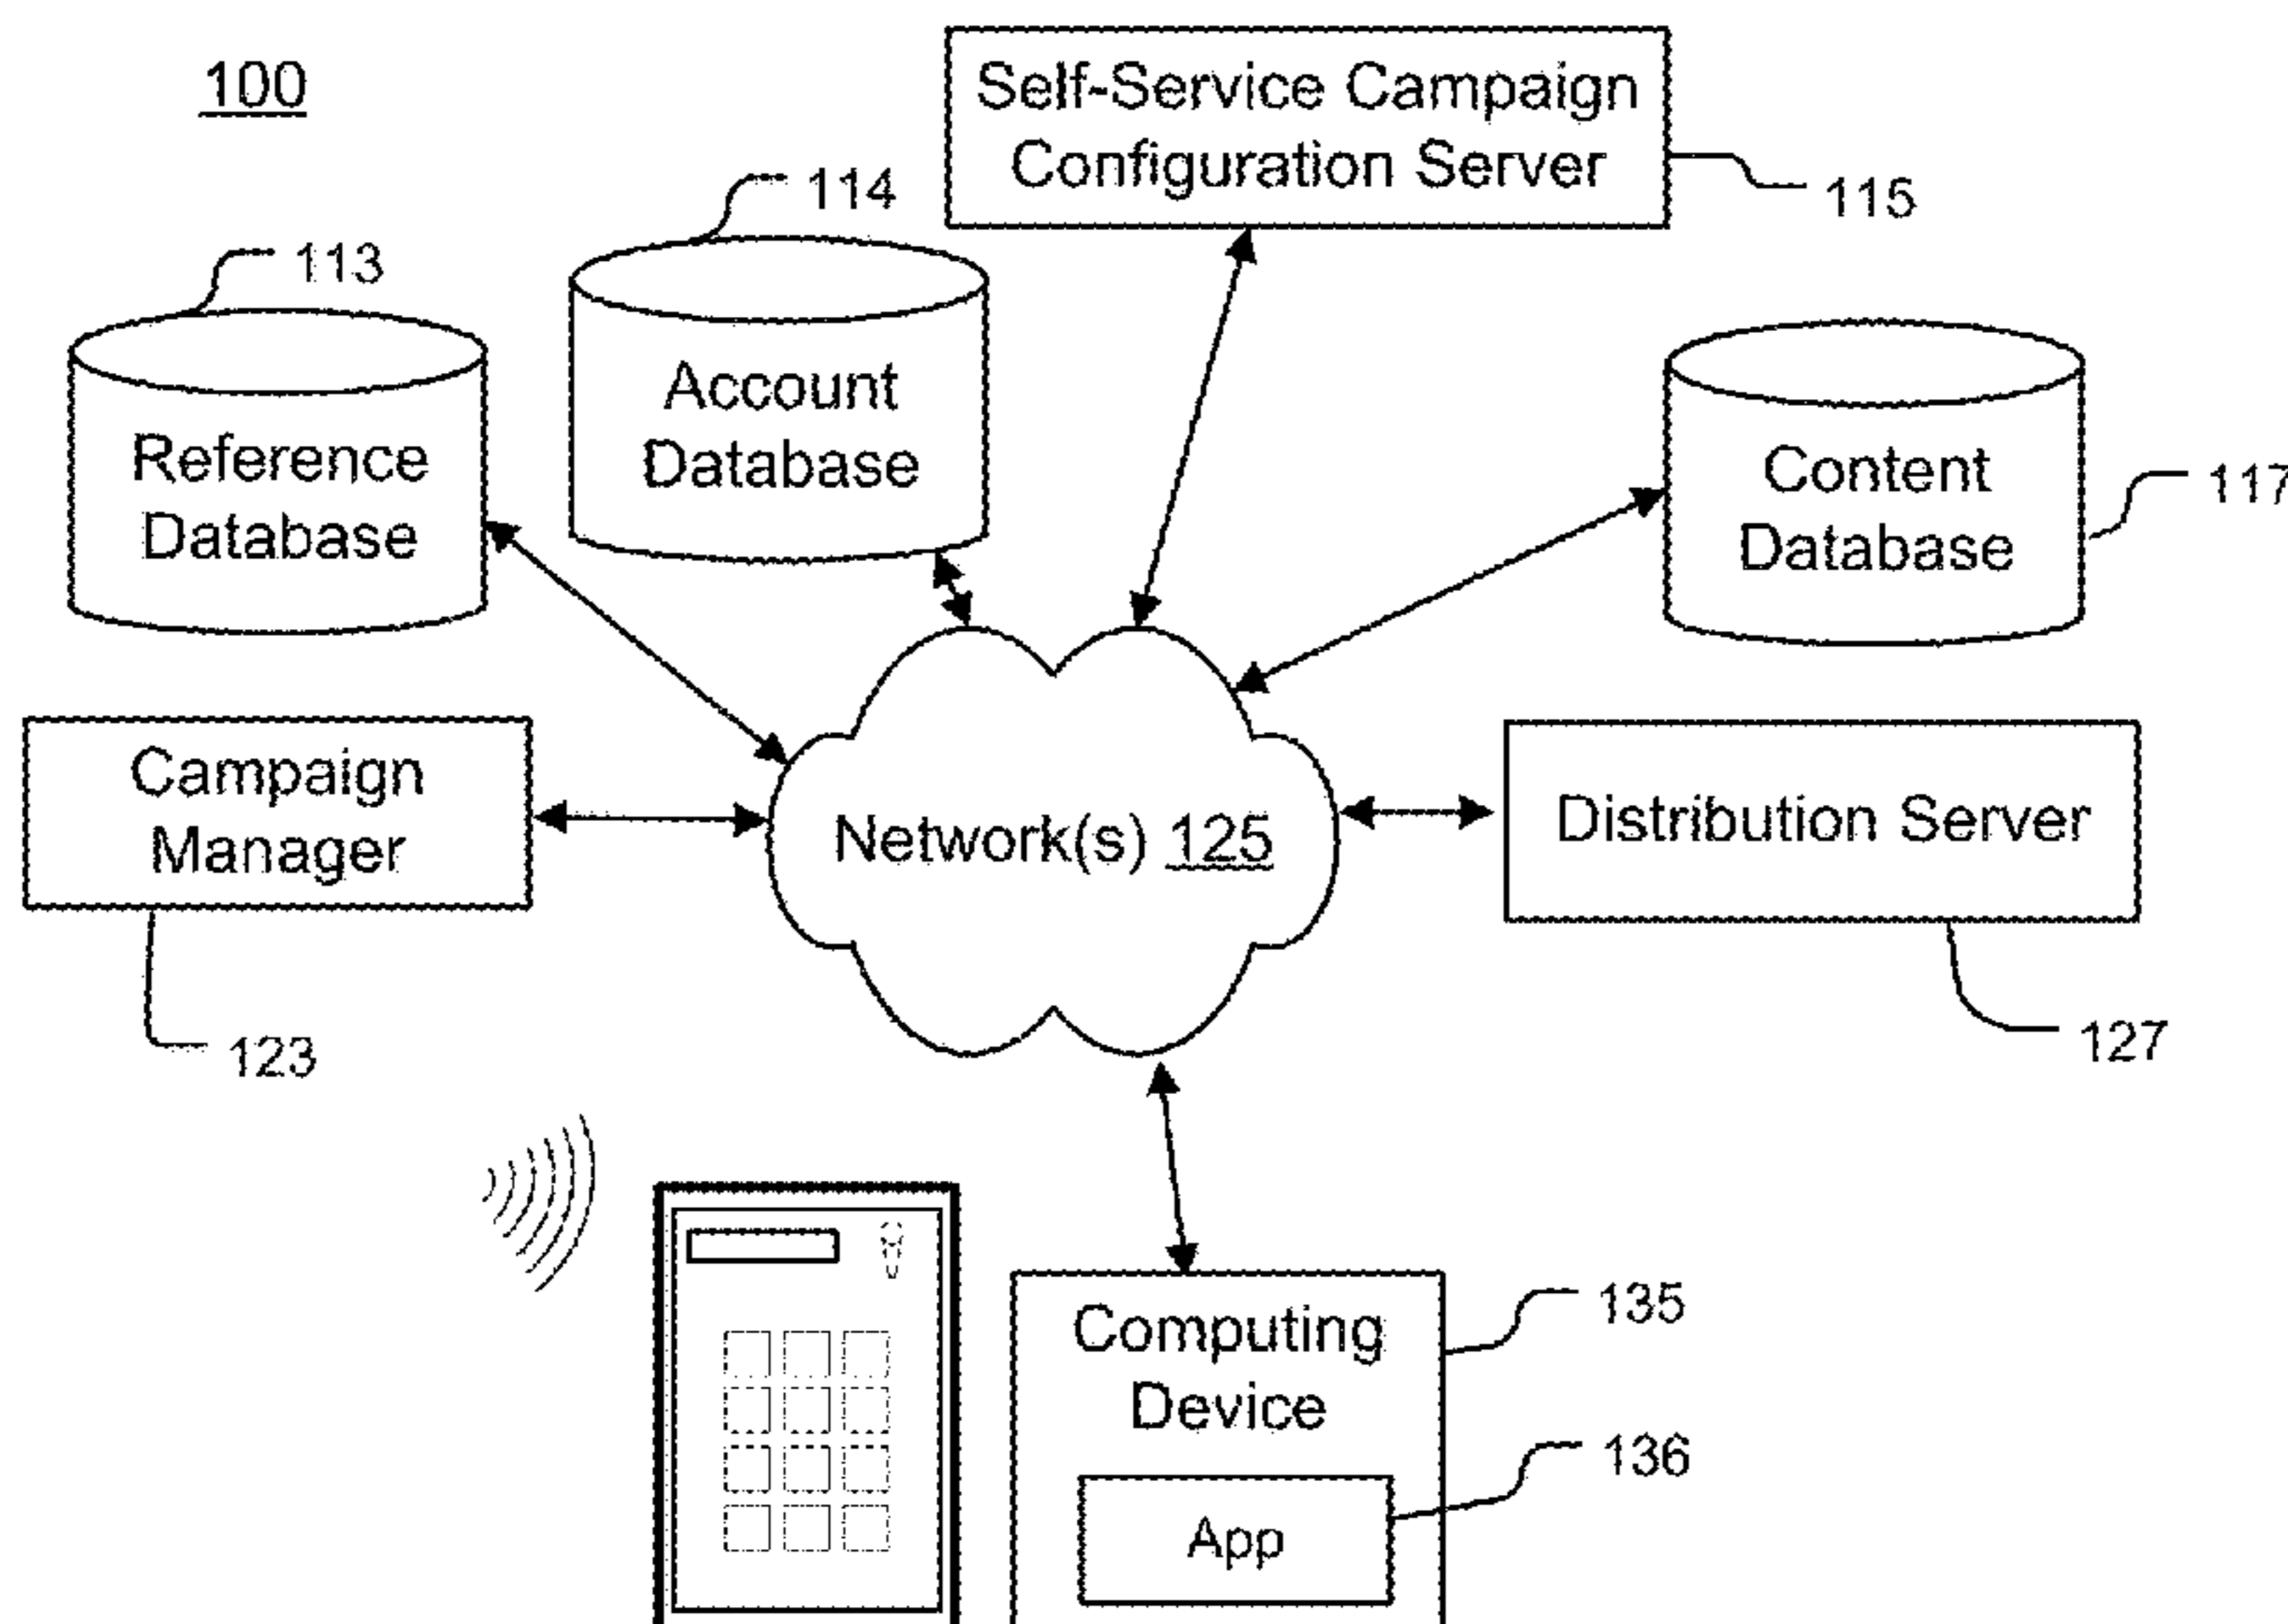 100
Self-Service Campaign
Configuration Server
115
114
113
Account
Database
Reference
Database
Content
Database
117
Campaign
Manager
Network(s) 125
Distribution Server
123
127
Computing
Device
135
136
App